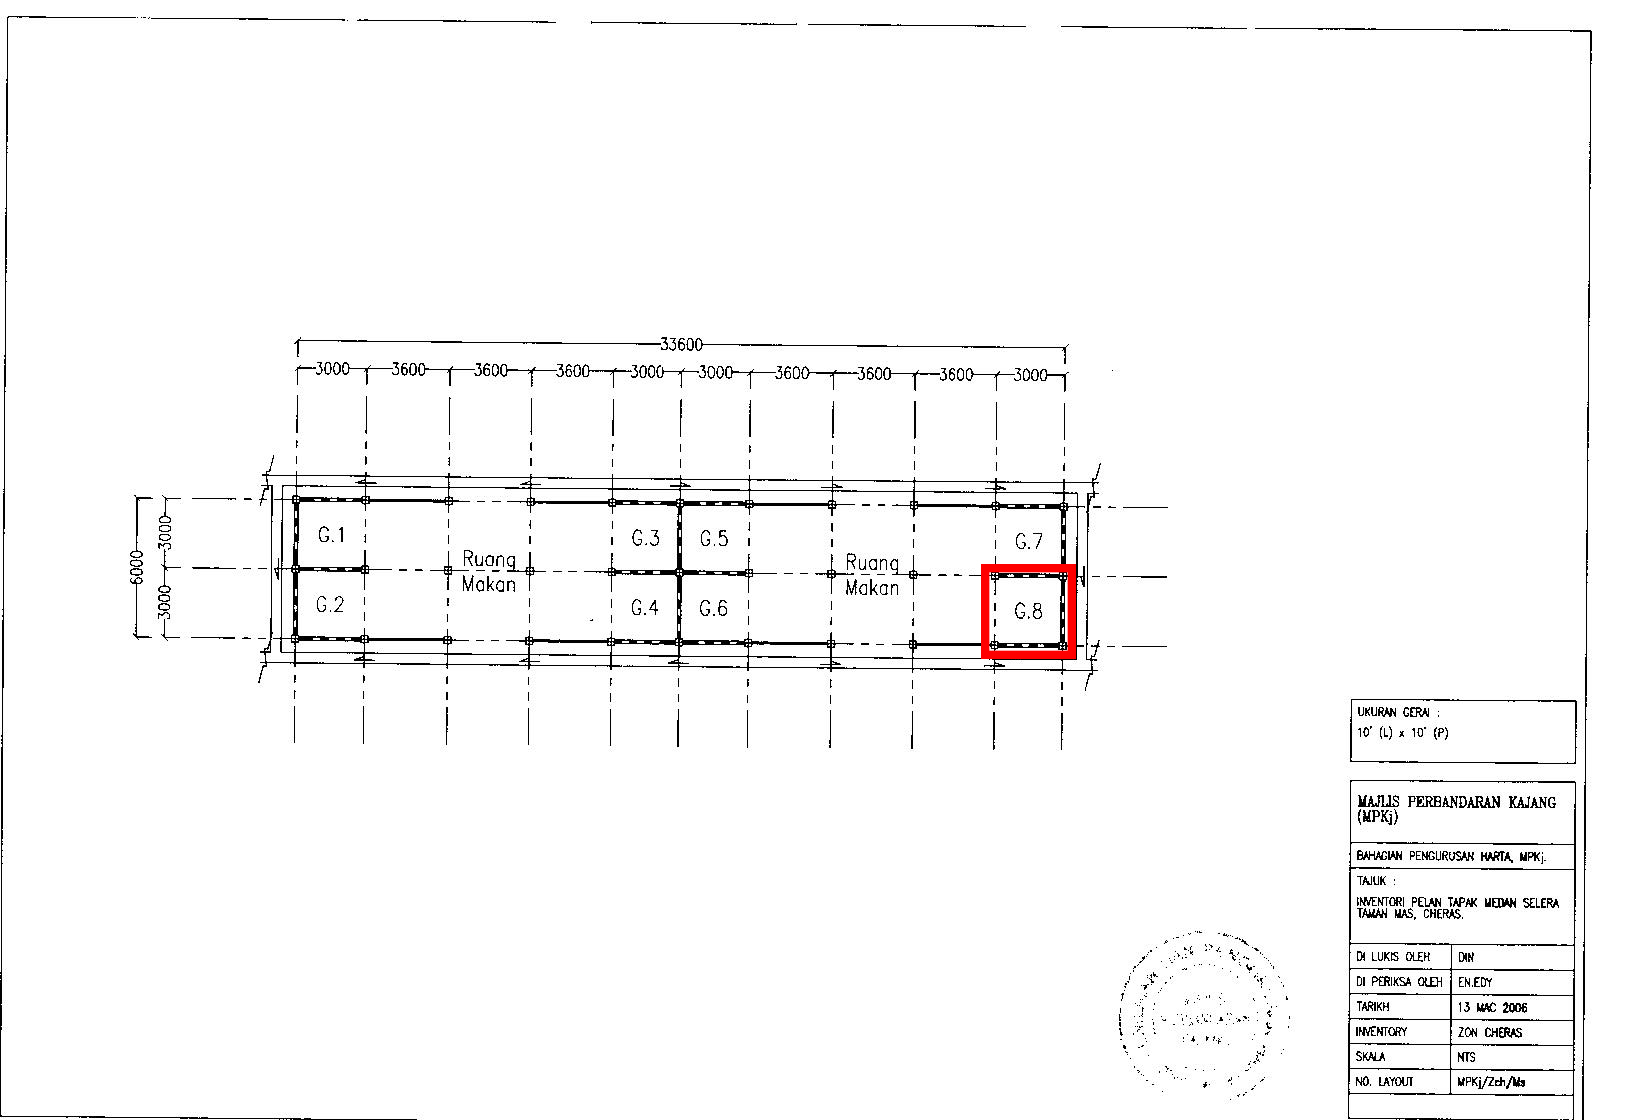 33600
3000 3600 3600 3600 3000 3000 3600 3600 3600 3000
6000
3000
3000
G.1
G.2
Ruang
Makan
G.3
G.4
G.5
G.6
Ruang
Makan
G.7
G.8
UKURAN GERAI :
10' (L) x 10' (P)
MAJLIS PERBANDARAN KAJANG
(MPKj)
BAHAGIAN PENGURUSAN HARTA, MPKj.
TAJUK :
INVENTORI PELAN TAPAK MEDAN SELERA
TAMAN MAS, CHERAS.
DI LUKIS OLEH DIN
DI PERIKSA OLEH EN.EDY
TARIKH 13 MAC 2006
INVENTORY ZON CHERAS
SKALA NTS
NO. LAYOUT MPKj/Zch/Ms